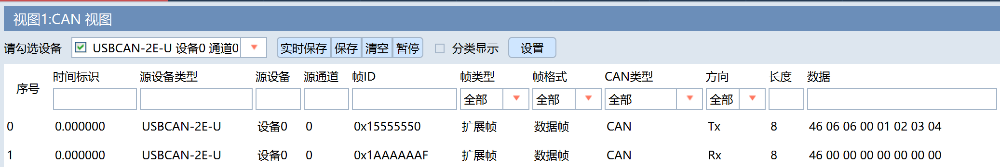 视图1:CAN 视图
请勾选设备 USBCAN-2E-U 设备0 通道0 实时保存 保存 清空 暂停 分类显示 设置
序号 时间标识 源设备类型 源设备 源通道 帧ID 帧类型 帧格式 CAN类型 方向 长度 数据
全部 全部 全部 全部
0 0.000000 USBCAN-2E-U 设备0 0 0x15555550 扩展帧 数据帧 CAN Tx 8 46 06 06 00 01 02 03 04
1 0.000000 USBCAN-2E-U 设备0 0 0x1AAAAAAF 扩展帧 数据帧 CAN Rx 8 46 00 00 00 00 00 00 00